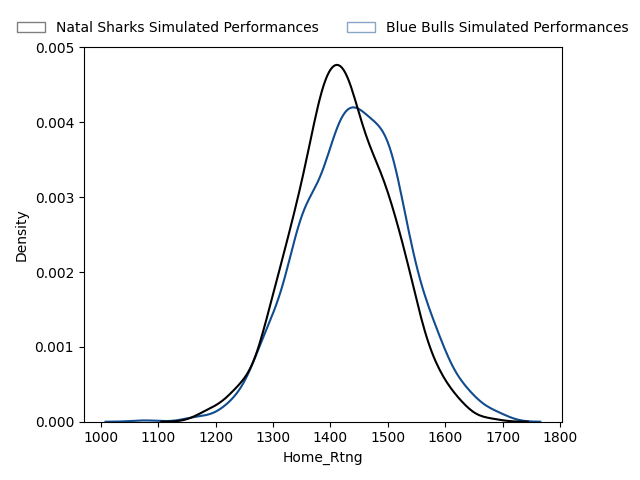 Natal Sharks Simulated Performances
Blue Bulls Simulated Performances
0.005
0.004
0.003
0.002
0.001
0.000
Density
1000 1100 1200 1300 1400 1500 1600 1700 1800
Home_Rtng